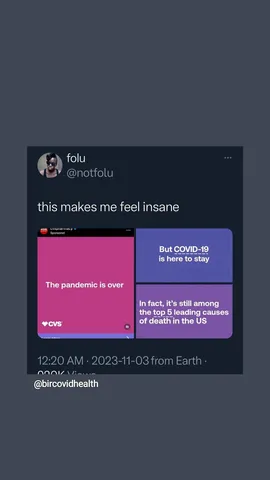 folu
@notfolu
this makes me feel insane
Sponsored
The pandemic is over
CVS
But COVID-19
is here to stay
In fact, it's still among
the top 5 leading causes
of death in the US
12:20 AM · 2023-11-03 from Earth ·
Views
@bircovidhealth